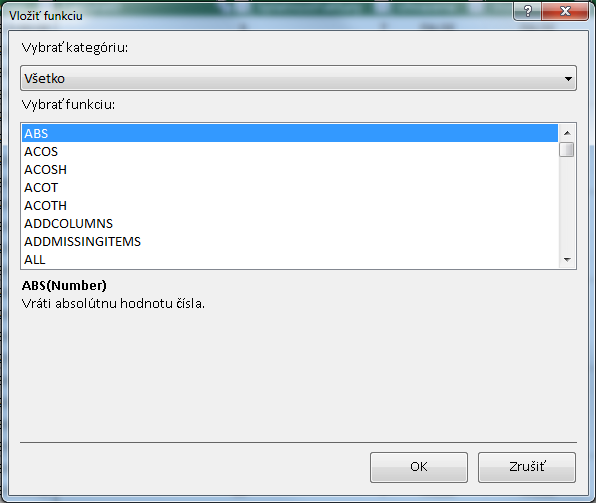 Vložiť funkciu
Vybrať kategóriu:
Všetko
Vybrať funkciu:
ABS
ACOS
ACOSH
ACOT
ACOTH
ADDCOLUMNS
ADDMISSINGITEMS
ALL
ABS(Number)
Vráti absolútnu hodnotu čísla.
OK
Zrušiť